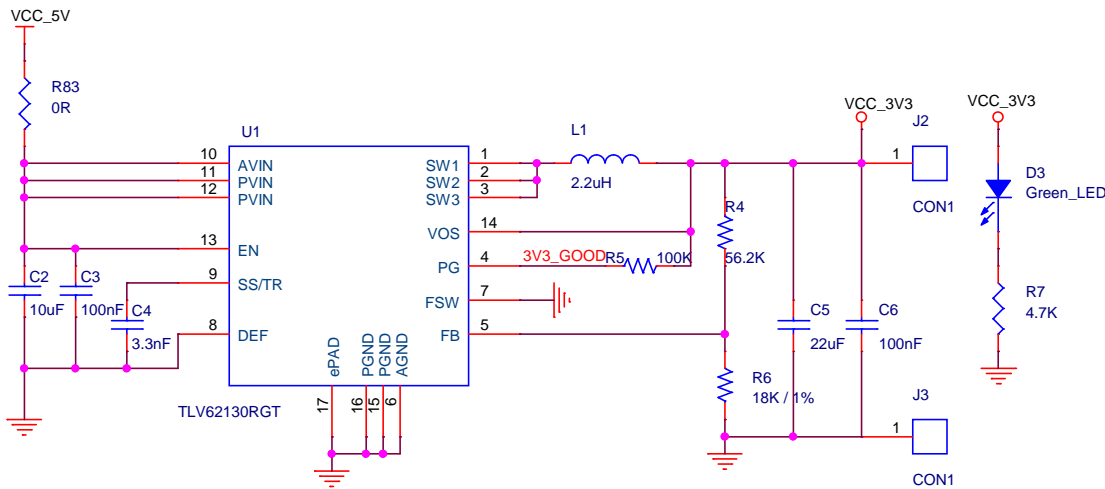 VCC_5V
R83
0R
U1
10
AVIN
11
PVIN
12
PVIN
13
EN
9
SS/TR
8
DEF
1
SW1
2
SW2
3
SW3
14
VOS
4
PG
7
FSW
5
FB
ePAD
PGND
PGND
AGND
17
16
15
6
TLV62130RGT
C2
10uF
C3
100nF
C4
3.3nF
L1
2.2uH
3V3_GOOD
R5
100K
R4
56.2K
R6
18K / 1%
C5
22uF
C6
100nF
VCC_3V3
J2
1
CON1
J3
1
CON1
VCC_3V3
D3
Green_LED
R7
4.7K